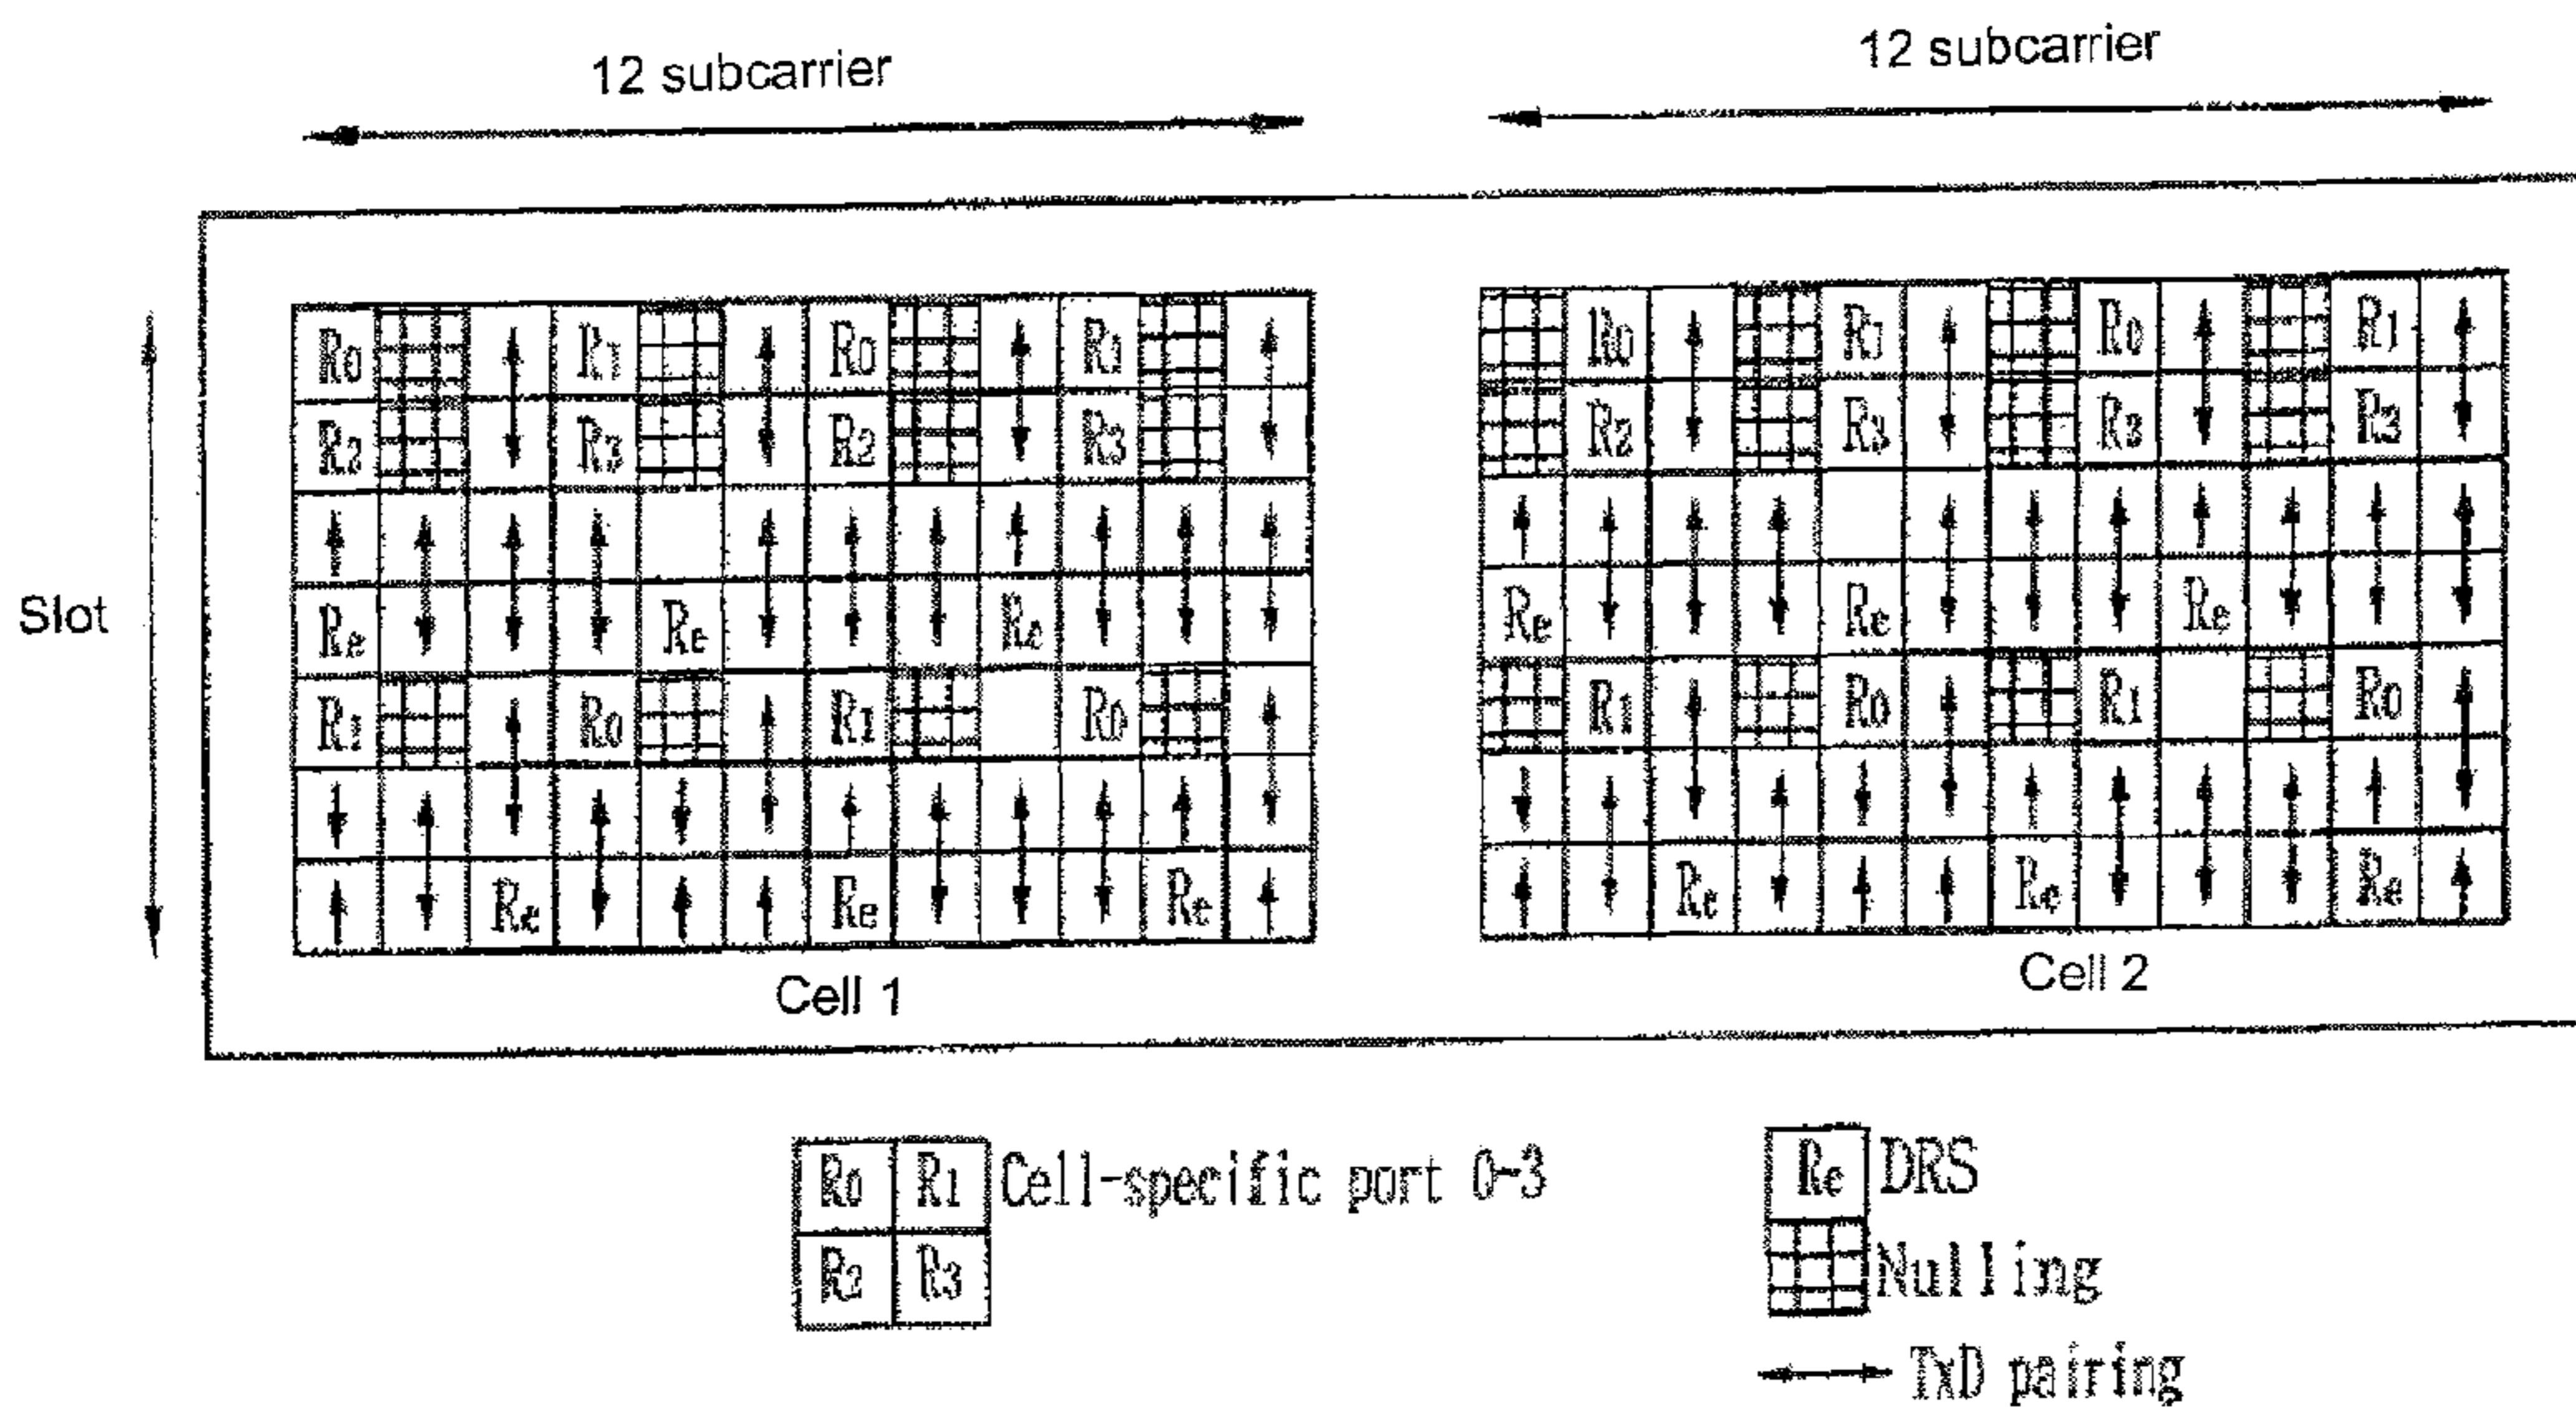 12 subcarrier 12 subcarrier
R0 R1 R0 R1 R0 R1 R0 R1
R2 R3 R2 R3 R2 R3 R2 R3
Slot
Re Re Re Re Re Re
R1 R0 R1 R0 R1 R0 R1 R0
Re Re Re Re Re Re
Cell 1 Cell 2
R0 R1 Cell-specific port 0-3
R2 R3
Re DRS
Nulling
TxD pairing